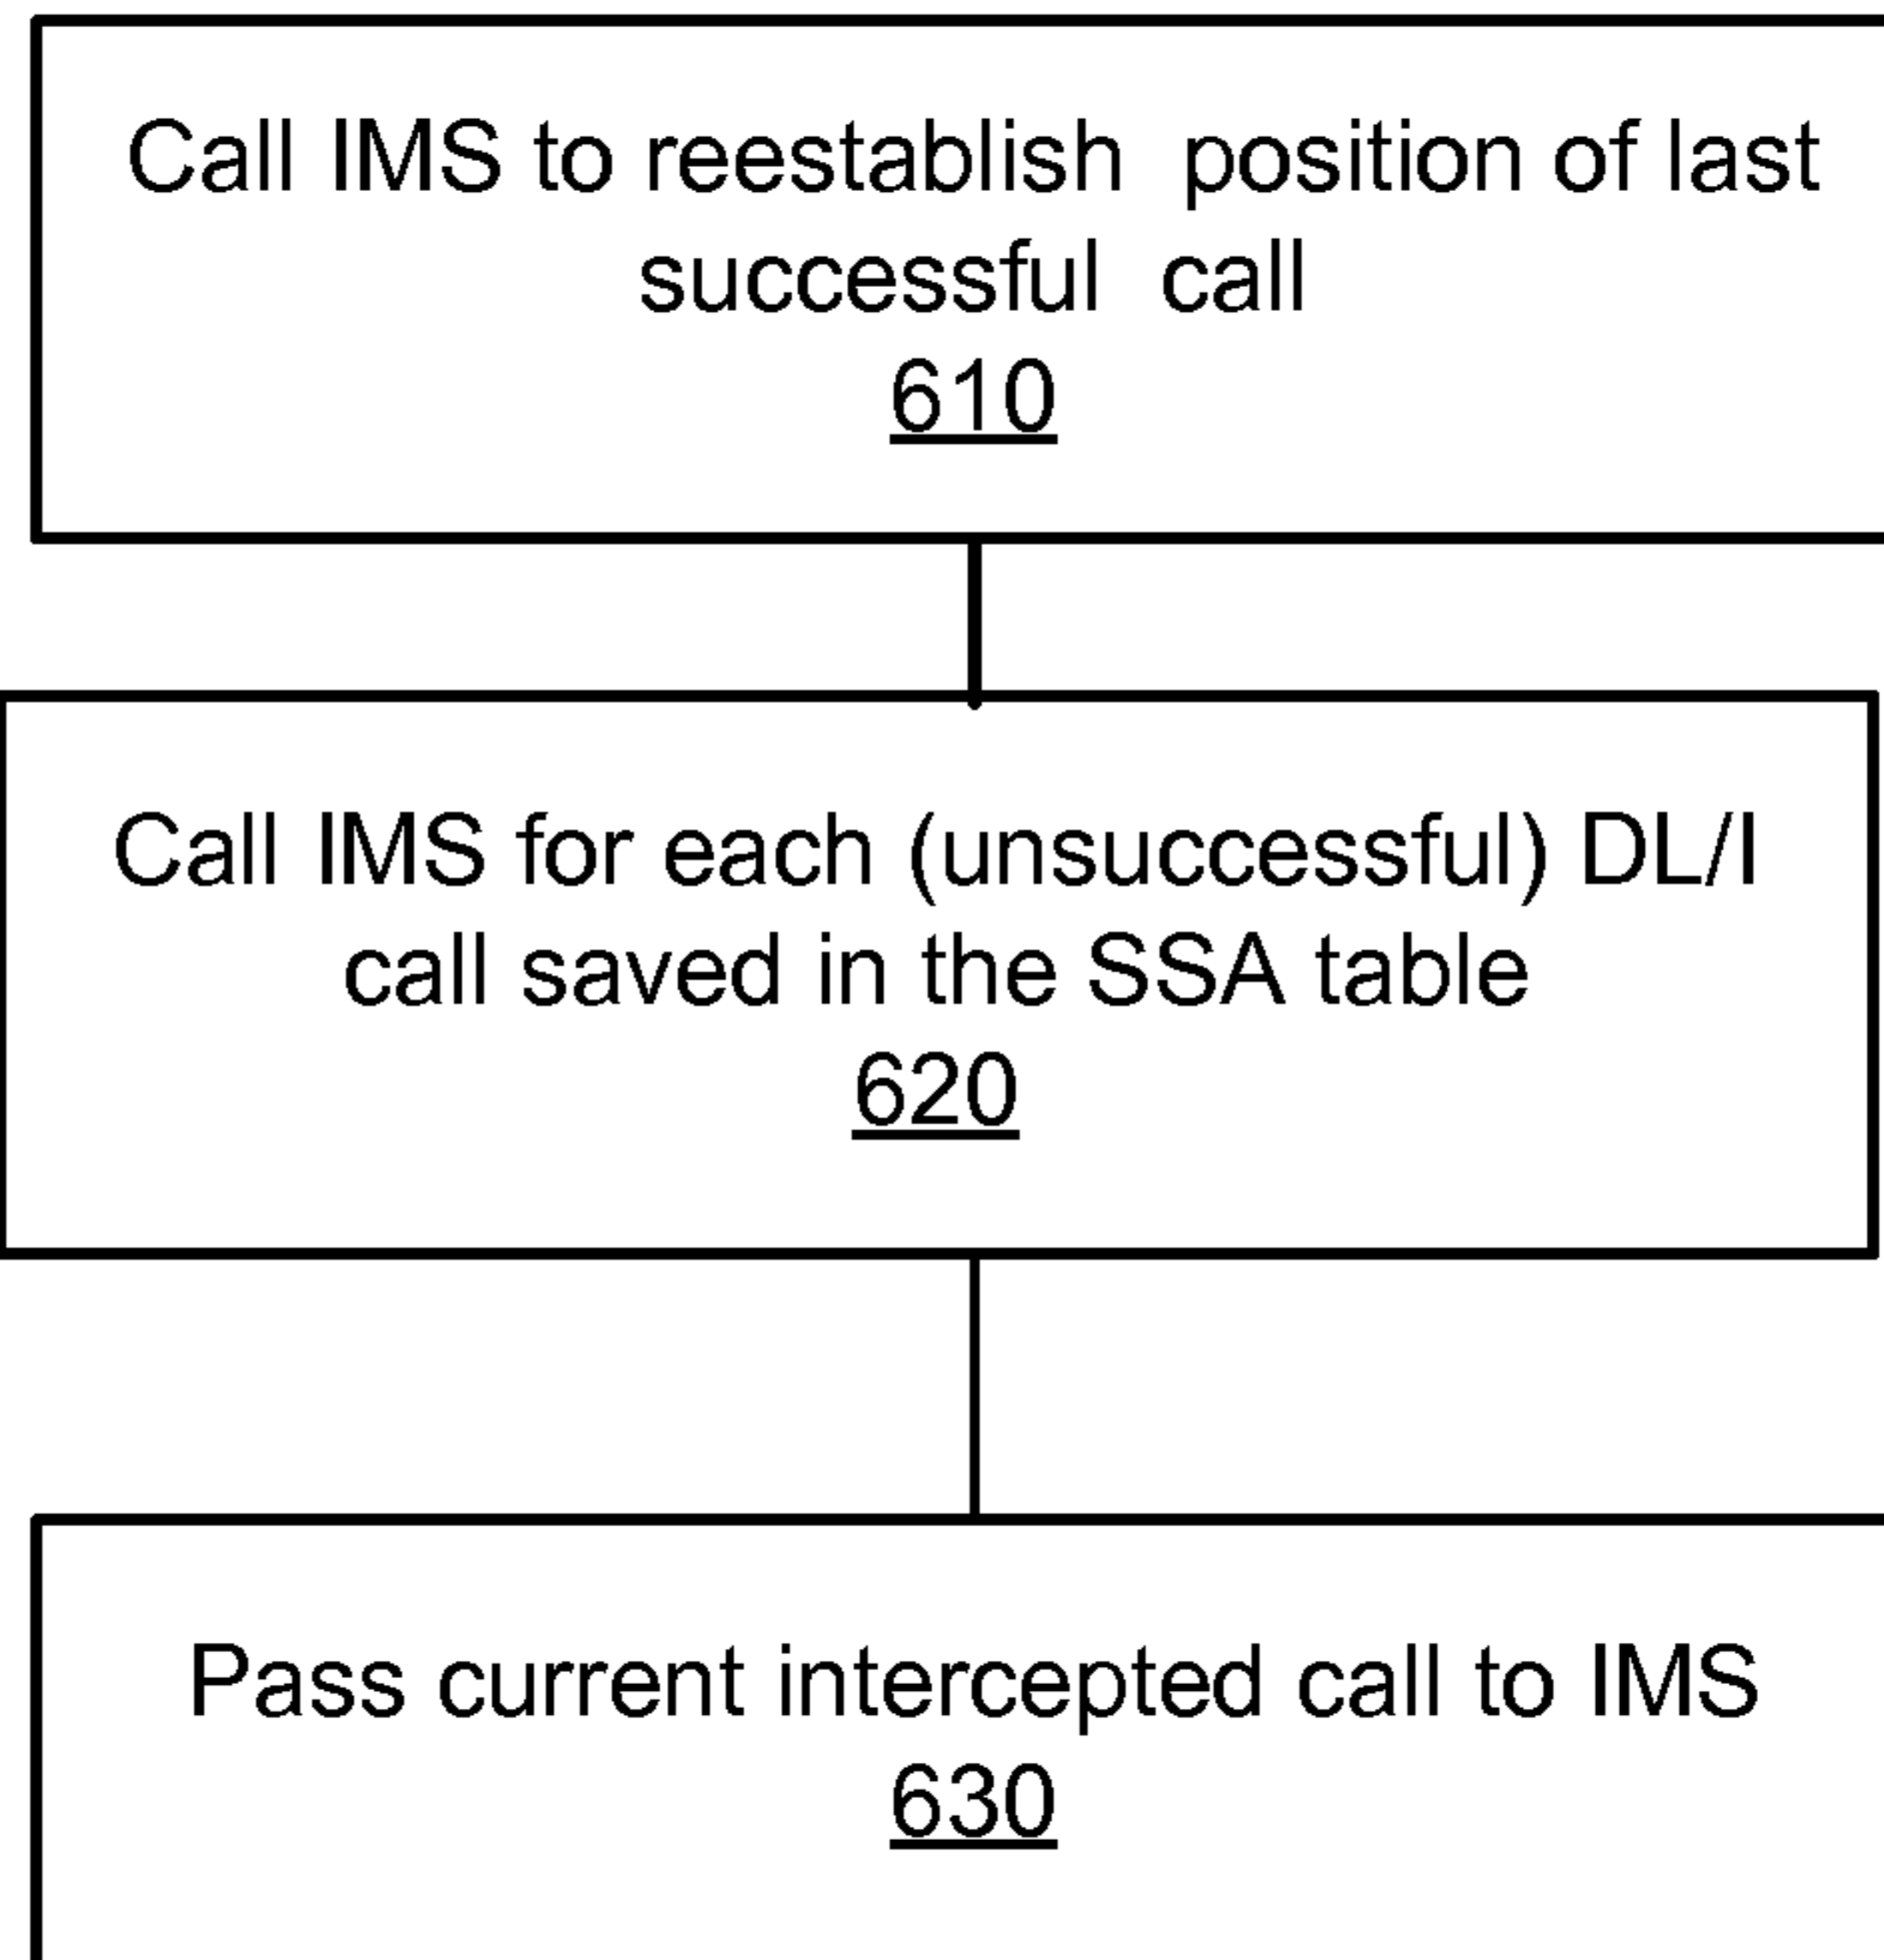 Call IMS to reestablish position of last
successful call
610
Call IMS for each (unsuccessful) DL/I
call saved in the SSA table
620
Pass current intercepted call to IMS
630